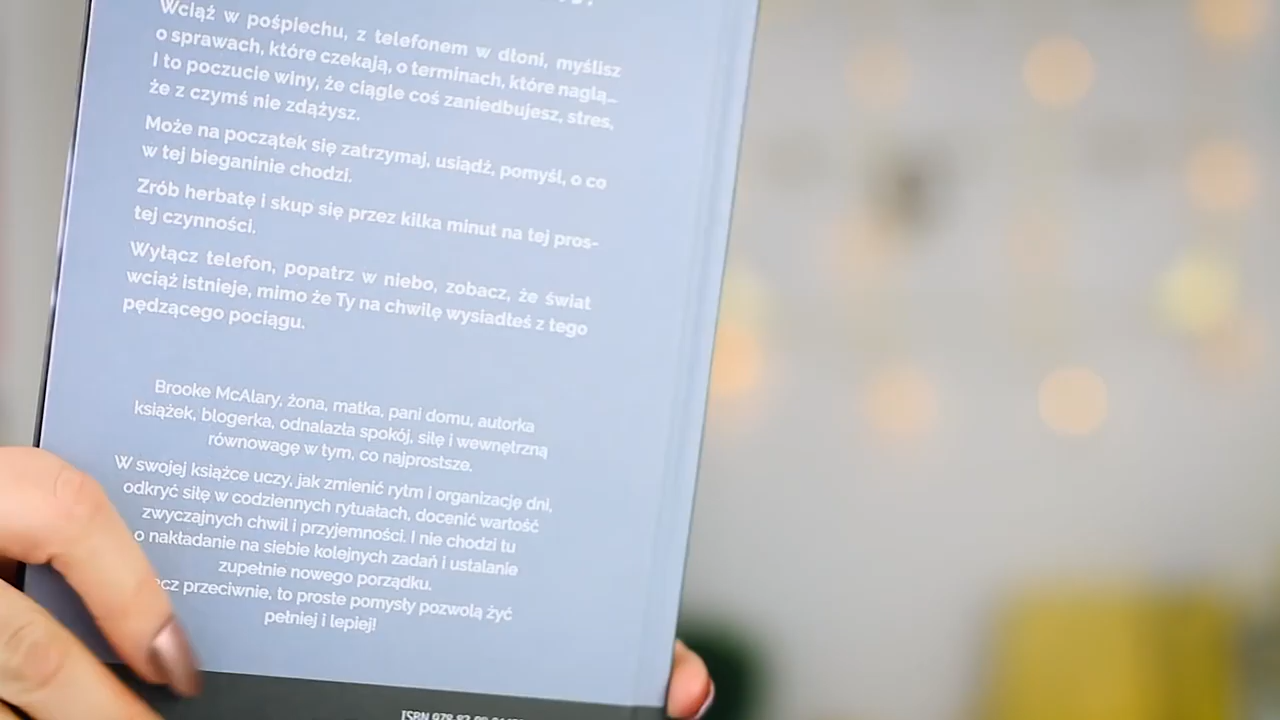 Wciąż w pośpiechu, z telefonem w dłoni, myślisz
o sprawach, które czekają, o terminach, które naglą...
I to poczucie winy, że ciągle coś zaniedbujesz, stres,
że z czymś nie zdążysz.
Może na początek się zatrzymaj, usiądź, pomyśl, o co
w tej bieganinie chodzi.
Zrób herbatę i skup się przez kilka minut na tej pros-
tej czynności.
Wyłącz telefon, popatrz w niebo, zobacz, że świat
wciąż istnieje, mimo że Ty na chwilę wysiadłeś z tego
pędzącego pociągu.
Brooke McAlary, żona, matka, pani domu, autorka
książek, blogerka, odnalazła spokój, siłę i wewnętrzną
równowagę w tym, co najprostsze.
W swojej książce uczy, jak zmienić rytm i organizację dni,
odkryć siłę w codziennych rytuałach, docenić wartość
zwyczajnych chwil i przyjemności. I nie chodzi tu
o nakładanie na siebie kolejnych zadań i ustalanie
zupełnie nowego porządku.
przeciwnie, to proste pomysły pozwolą żyć
pełniej i lepiej!
ISBN 978